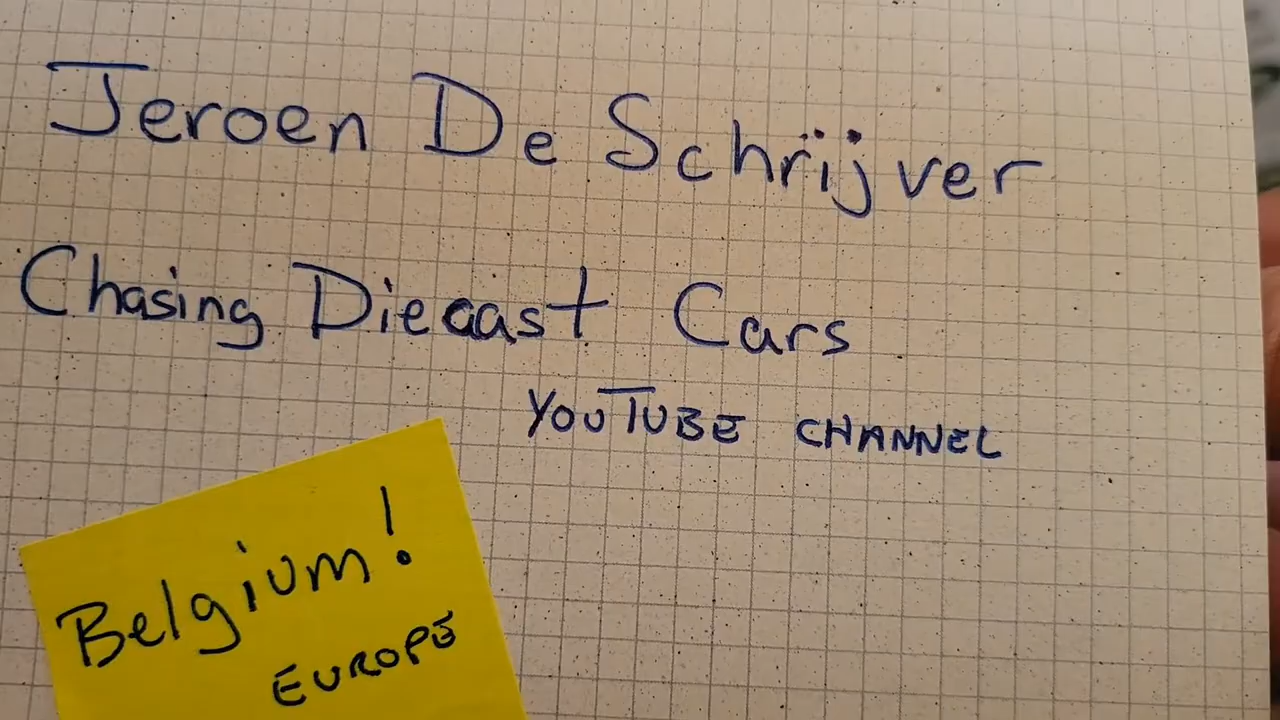 Jeroen De Schrijver
Chasing Diecast Cars
YOUTUBE CHANNEL
Belgium!
EUROPE